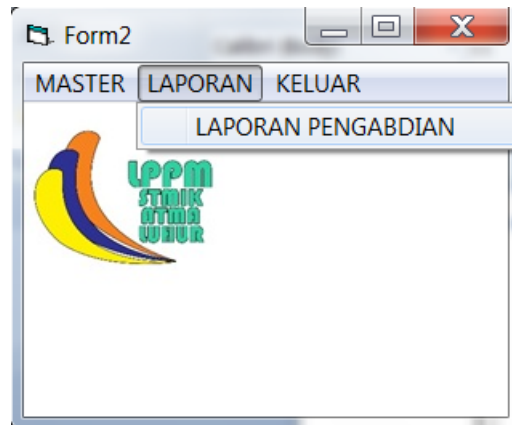 Form2
MASTER LAPORAN KELUAR
LAPORAN PENGABDIAN
LPPM
STMIK
ATMA
LUHUR